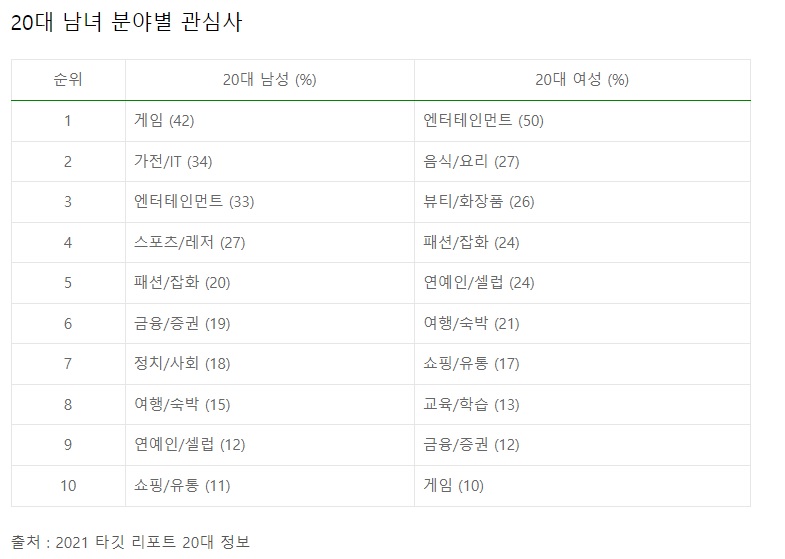 20대 남녀 분야별 관심사
순위 20대 남성 (%) 20대 여성 (%)
1 게임 (42) 엔터테인먼트 (50)
2 가전/IT (34) 음식/요리 (27)
3 엔터테인먼트 (33) 뷰티/화장품 (26)
4 스포츠/레저 (27) 패션/잡화 (24)
5 패션/잡화 (20) 연예인/셀럽 (24)
6 금융/증권 (19) 여행/숙박 (21)
7 정치/사회 (18) 쇼핑/유통 (17)
8 여행/숙박 (15) 교육/학습 (13)
9 연예인/셀럽 (12) 금융/증권 (12)
10 쇼핑/유통 (11) 게임 (10)
출처 : 2021 타깃 리포트 20대 정보